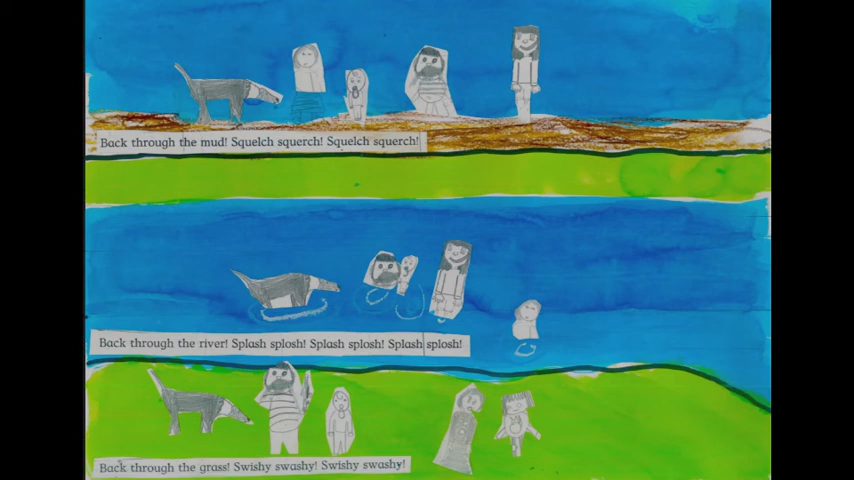 Back through the mud! Squelch squerch! Squelch squerch!
Back through the river! Splash splosh! Splash splosh! Splash splosh!
Back through the grass! Swishy swashy! Swishy swashy!